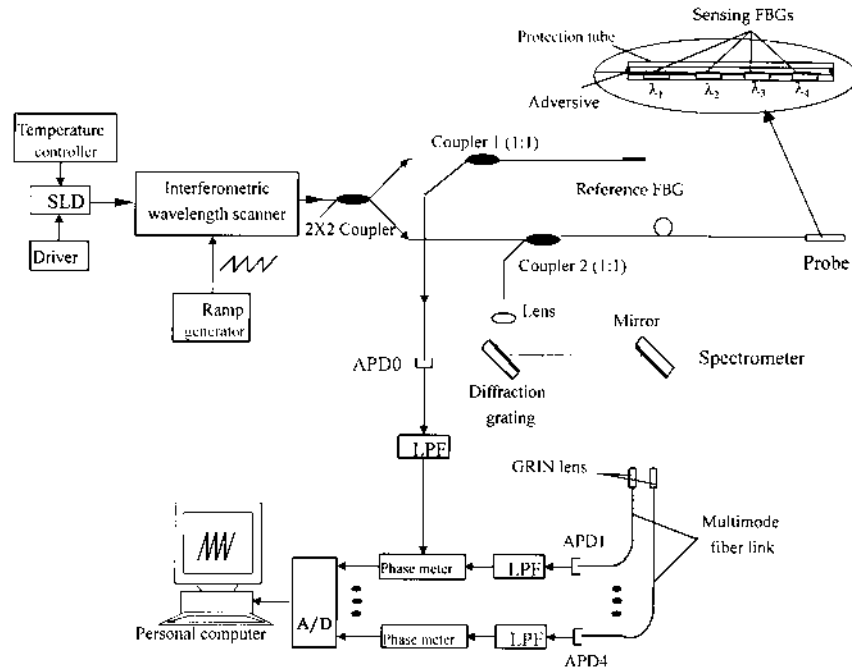 Sensing FBGs
Protection tube
λ1 λ2 λ3 λ4
Adversive
Temperature
controller
Coupler 1 (1:1)
SLD
Interferometric
wavelength scanner
Reference FBG
2X2 Coupler
Driver
Coupler 2 (1:1)
Probe
Ramp
generator
Lens
Mirror
APD0
Spectrometer
Diffraction
grating
LPF
GRIN lens
Multimode
fiber link
APD1
Phase meter
LPF
A/D
Personal computer
Phase meter
LPF
APD4